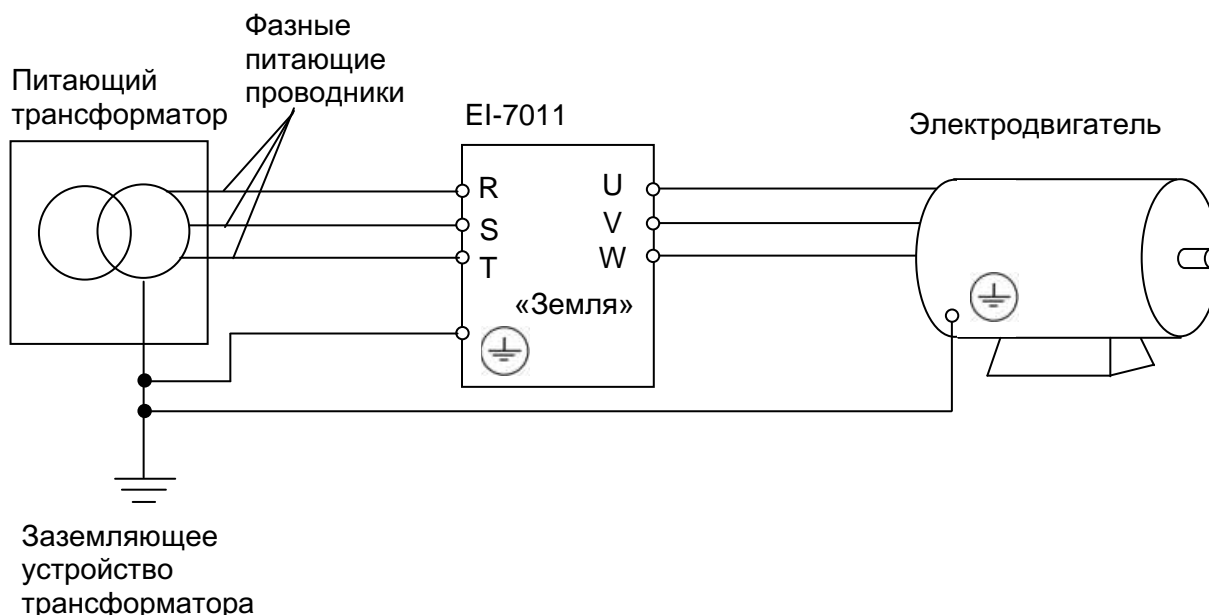 Фазные
питающие
проводники
Питающий
трансформатор
EI-7011
Электродвигатель
R
S
T
U
V
W
«Земля»
Заземляющее
устройство
трансформатора